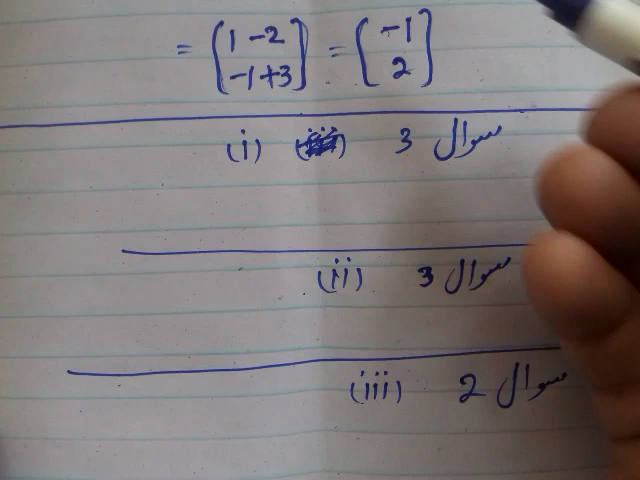 = [1 -2
-1+3] = [-1
2]
سوال 3 (i)
سوال 3 (ii)
سوال 2 (iii)